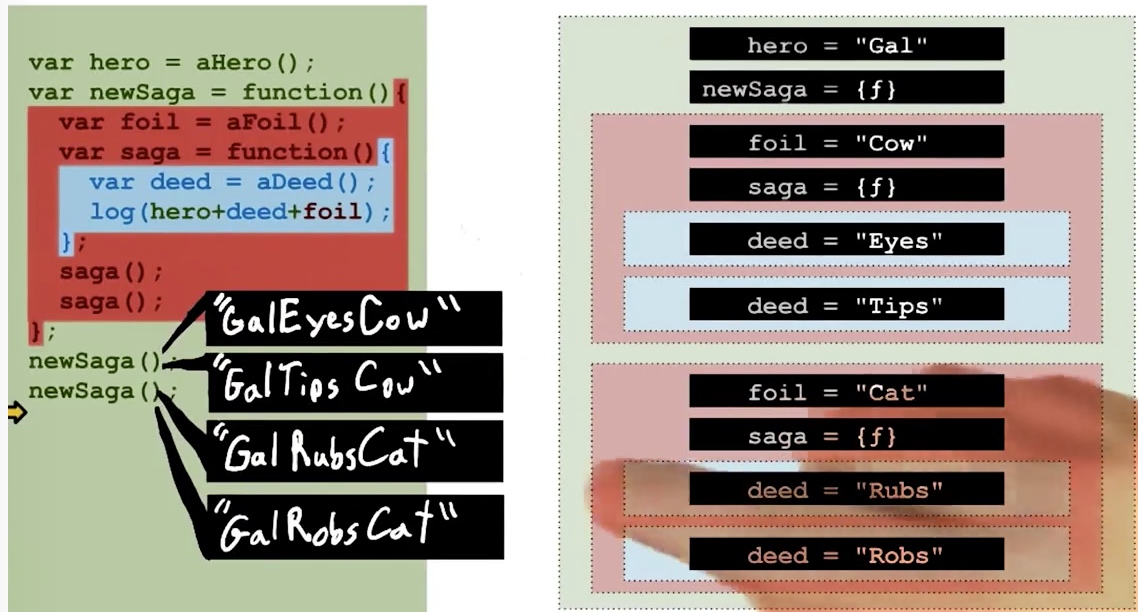 var hero = aHero();
var newSaga = function(){
var foil = aFoil();
var saga = function(){
var deed = aDeed();
log(hero+deed+foil);
};
saga();
saga();
};
newSaga();
newSaga();
"GalEyesCow"
"GalTips Cow"
"Gal RubsCat"
"GalRobsCat"
hero = "Gal"
newSaga = {ƒ}
foil = "Cow"
saga = {ƒ}
deed = "Eyes"
deed = "Tips"
foil = "Cat"
saga = {ƒ}
deed = "Rubs"
deed = "Robs"